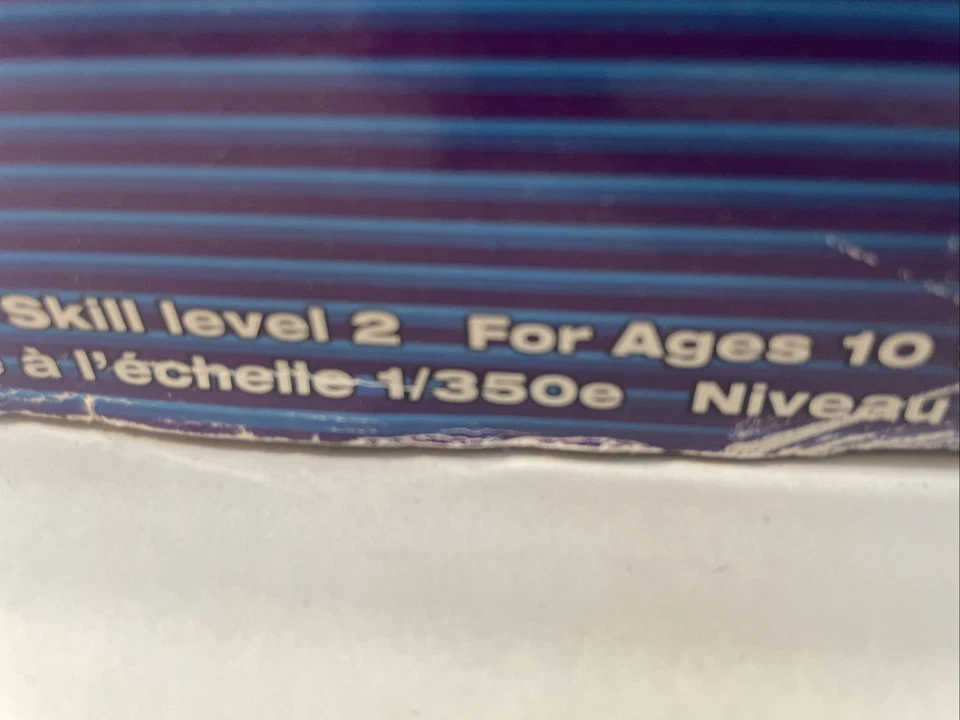 Skill level 2 For Ages 10
à l'échelle 1/350e Niveau